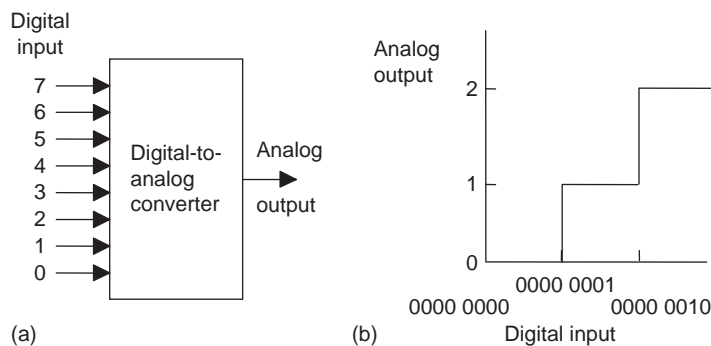 Digital
input
7
6
5
4
3
2
1
0
Digital-to-
analog
converter
Analog
output
(a)
Analog
output
2
1
0
0000 0001
0000 0000
0000 0010
Digital input
(b)